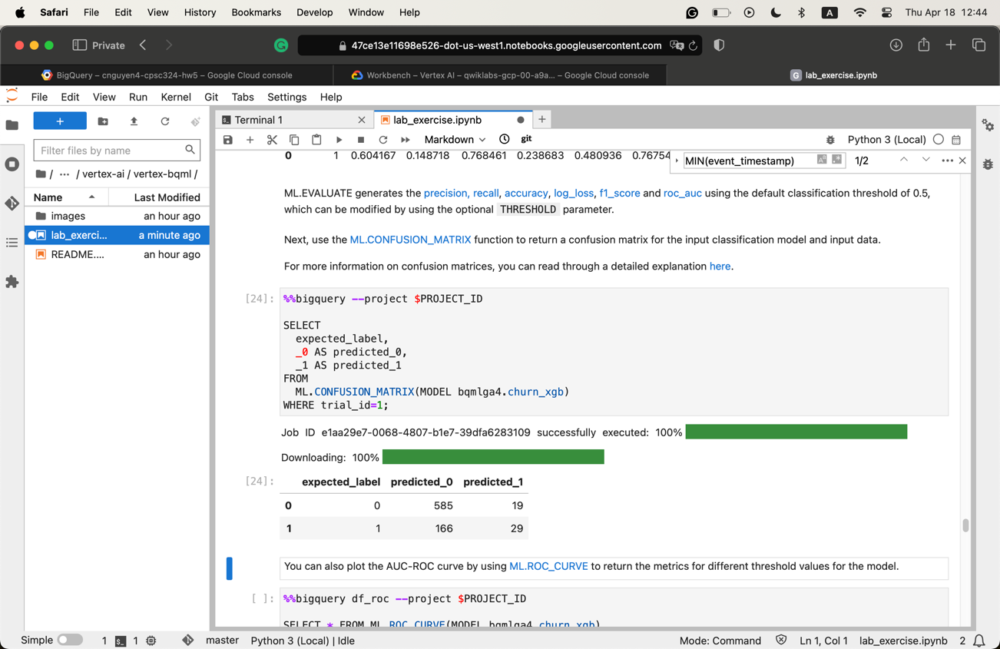 Safari File Edit View History Bookmarks Develop Window Help A Thu Apr 18 12:44
Private 47ce13e11698e526-dot-us-west1.notebooks.googleusercontent.com
BigQuery – cnguyen4-cpsc324-hw5 – Google Cloud console Workbench – Vertex AI – qwiklabs-gcp-00-a9a... – Google Cloud console G lab_exercise.ipynb
File Edit View Run Kernel Git Tabs Settings Help
Terminal 1 lab_exercise.ipynb
Markdown git Python 3 (Local)
Filter files by name
/ ··· / vertex-ai / vertex-bqml /
Name Last Modified
images an hour ago
lab_exerci... a minute ago
README.... an hour ago
MIN(event_timestamp) 1/2
0 1 0.604167 0.148718 0.768461 0.238683 0.480936 0.76754
ML.EVALUATE generates the precision, recall, accuracy, log_loss, f1_score and roc_auc using the default classification threshold of 0.5,
which can be modified by using the optional THRESHOLD parameter.
Next, use the ML.CONFUSION_MATRIX function to return a confusion matrix for the input classification model and input data.
For more information on confusion matrices, you can read through a detailed explanation here.
[24]: %%bigquery --project $PROJECT_ID
SELECT
expected_label,
_0 AS predicted_0,
_1 AS predicted_1
FROM
ML.CONFUSION_MATRIX(MODEL bqmlga4.churn_xgb)
WHERE trial_id=1;
Job ID e1aa29e7-0068-4807-b1e7-39dfa6283109 successfully executed: 100%
Downloading: 100%
[24]: expected_label predicted_0 predicted_1
0 0 585 19
1 1 166 29
You can also plot the AUC-ROC curve by using ML.ROC_CURVE to return the metrics for different threshold values for the model.
[ ]: %%bigquery df_roc --project $PROJECT_ID
SELECT * FROM ML.ROC_CURVE(MODEL bqmlga4.churn_xgb)
Simple 1 1 master Python 3 (Local) | Idle Mode: Command Ln 1, Col 1 lab_exercise.ipynb 2